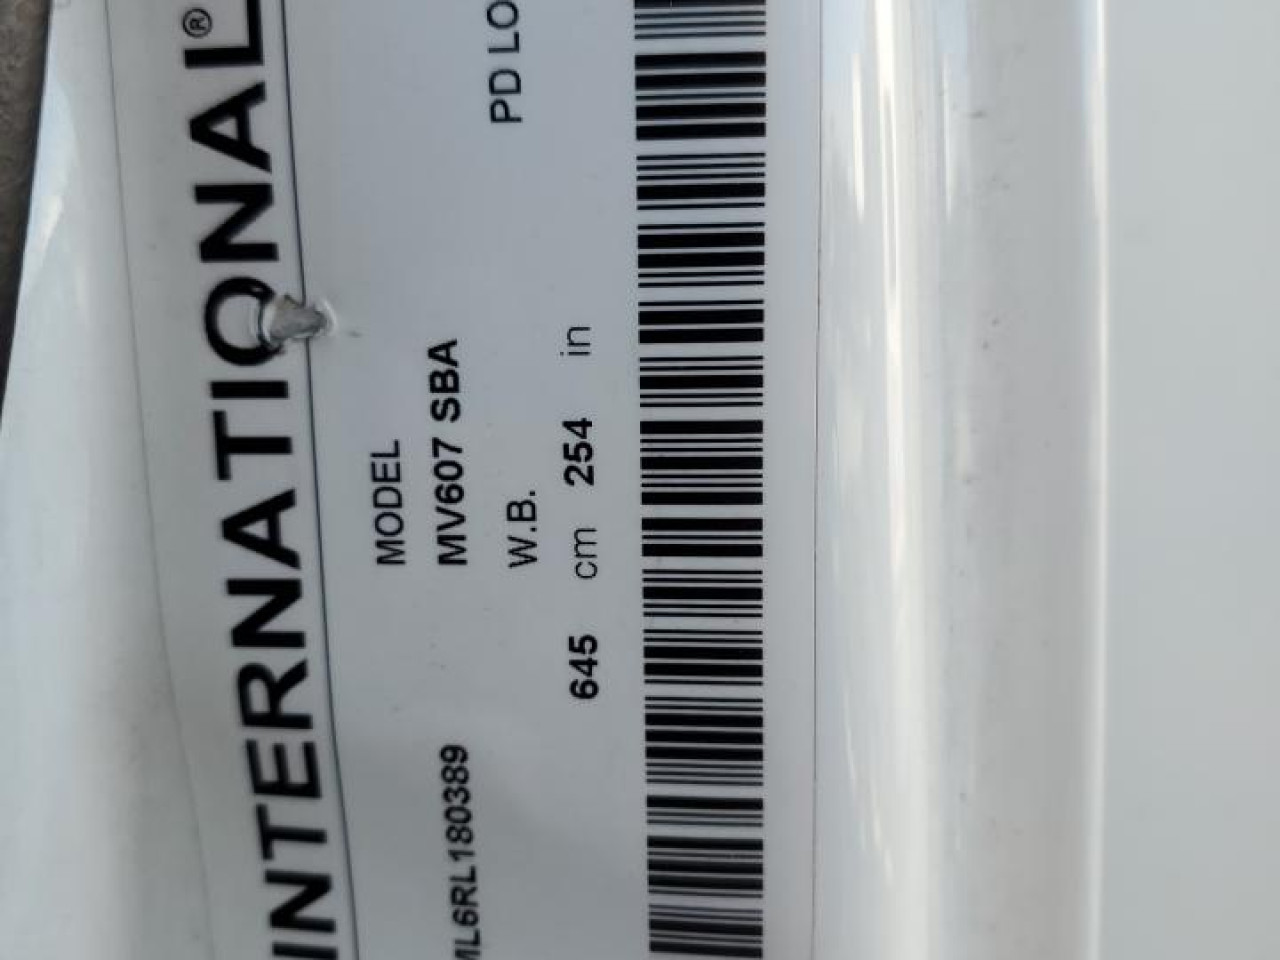 INTERNATIONAL®
MODEL
ML6RL180389 MV607 SBA
W.B. PD LO
645 cm 254 in